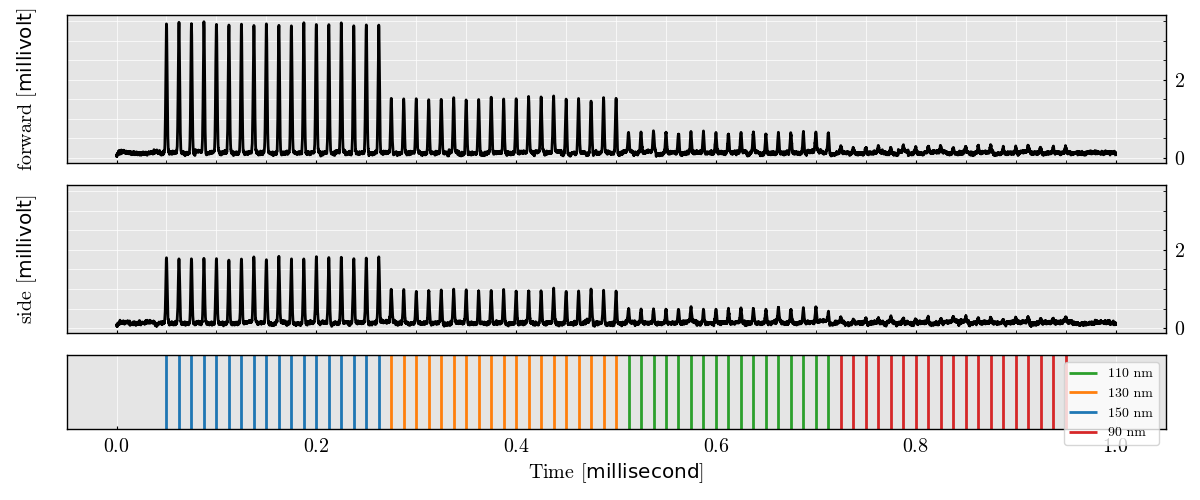 forward [millivolt]
2
0
side [millivolt]
2
0
110 nm
130 nm
150 nm
90 nm
0.0 0.2 0.4 0.6 0.8 1.0
Time [millisecond]